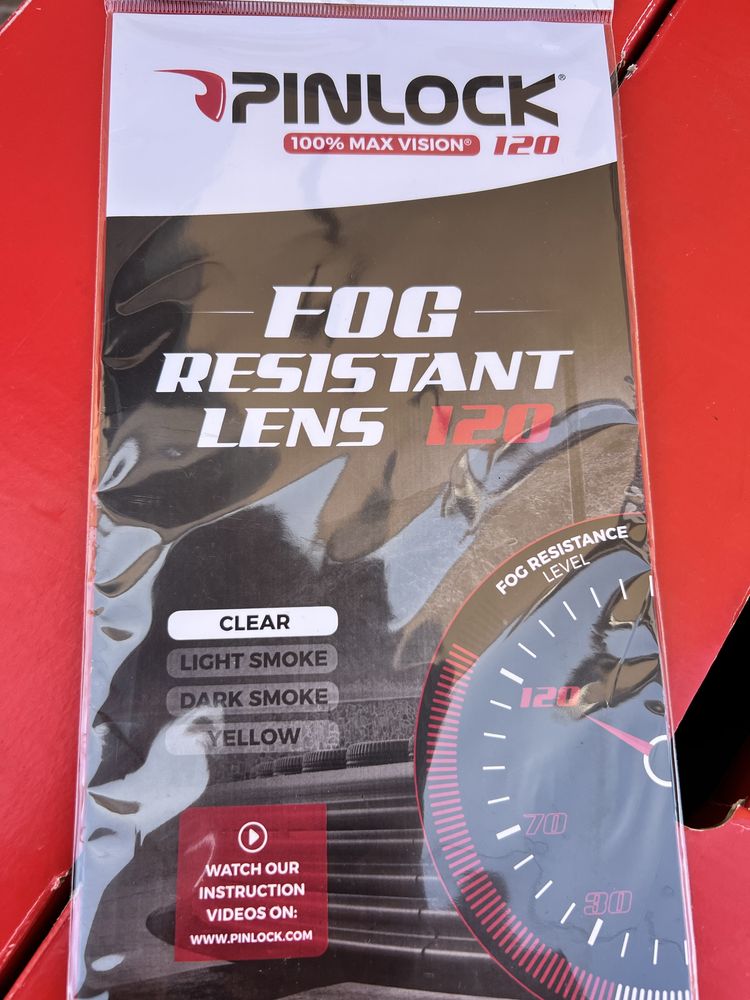 PINLOCK®
100% MAX VISION® 120
FOG
RESISTANT
LENS 120
FOG RESISTANCE
LEVEL
CLEAR
LIGHT SMOKE
DARK SMOKE
YELLOW
120
70
30
WATCH OUR
INSTRUCTION
VIDEOS ON:
WWW.PINLOCK.COM